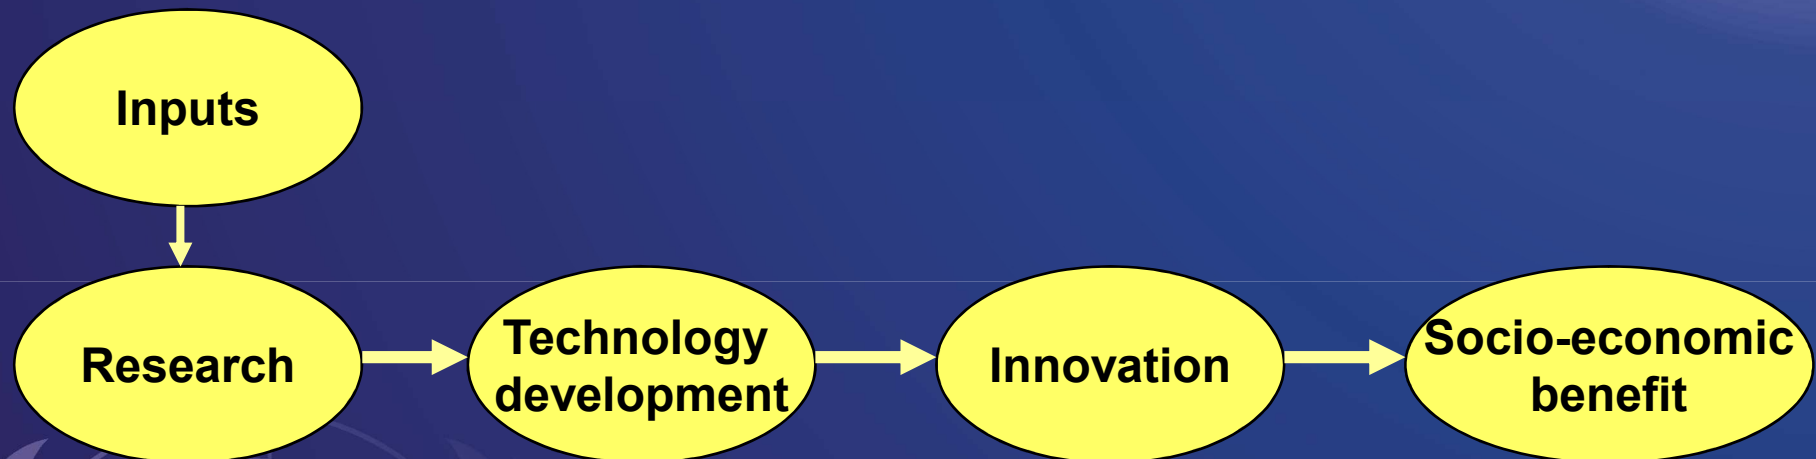 Inputs
Research
Technology
development
Innovation
Socio-economic
benefit